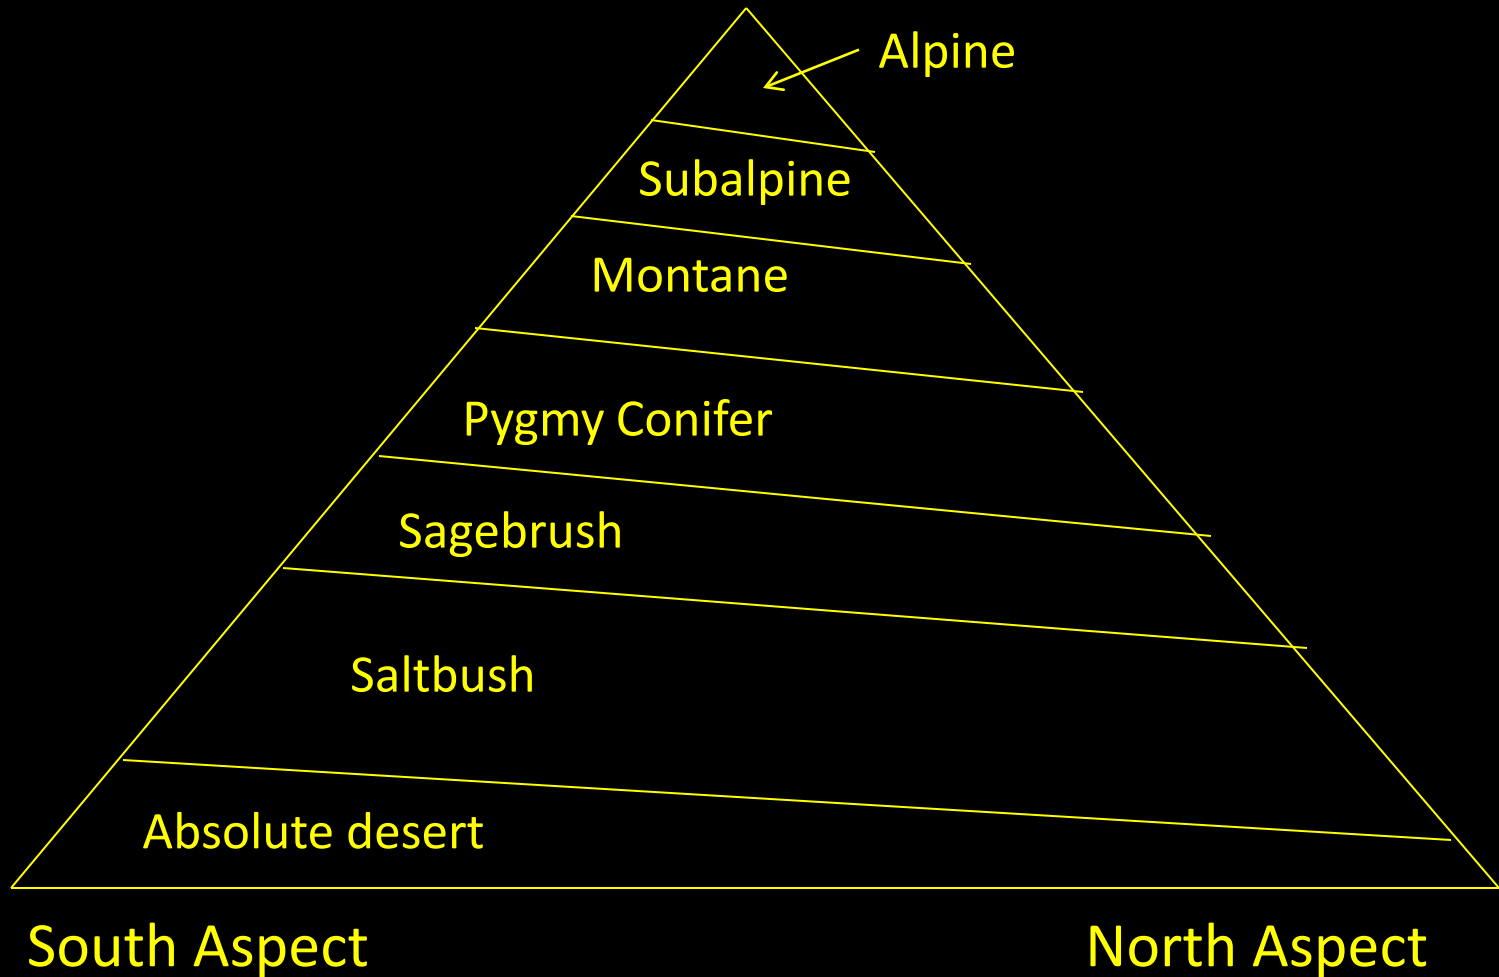 Alpine
Subalpine
Montane
Pygmy Conifer
Sagebrush
Saltbush
Absolute desert
South Aspect
North Aspect